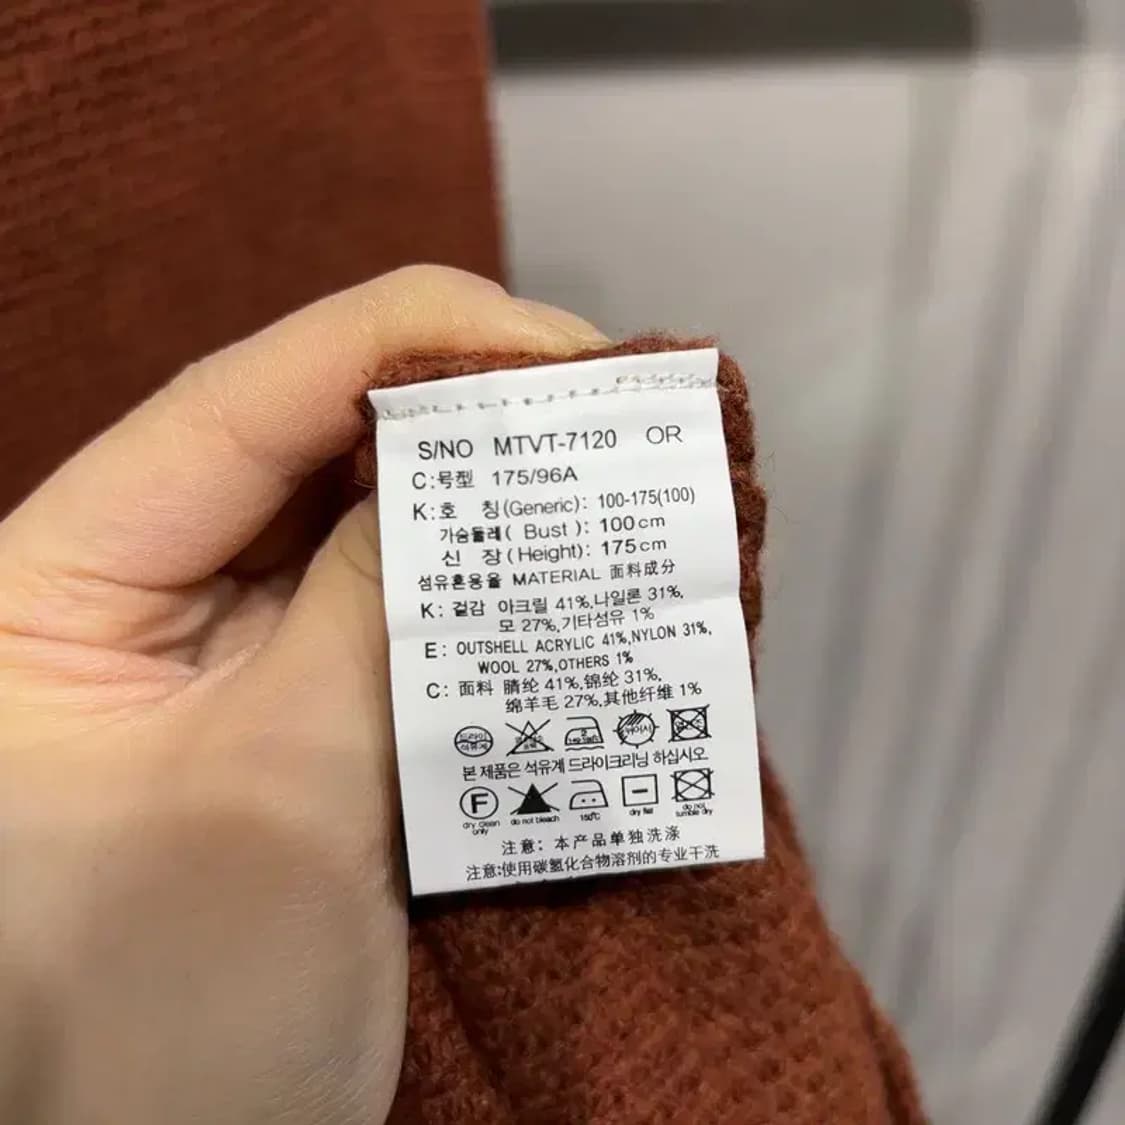 S/NO MTVT-7120 OR
C:号型 175/96A
K:호 칭(Generic): 100-175(100)
가슴둘레( Bust ): 100cm
신 장(Height): 175cm
섬유혼용율 MATERIAL 面料成分
K: 겉감 아크릴 41%,나일론 31%,
모 27%,기타섬유 1%
E: OUTSHELL ACRYLIC 41%,NYLON 31%,
WOOL 27%,OTHERS 1%
C: 面料 腈纶 41%,锦纶 31%,
绵羊毛 27%,其他纤维 1%
드라이
석유계
본 제품은 석유계 드라이크리닝 하십시오
F
dry clean only
do not bleach
150℃
dry flat
do not tumble dry
注意: 本产品单独洗涤
注意:使用碳氢化合物溶剂的专业干洗